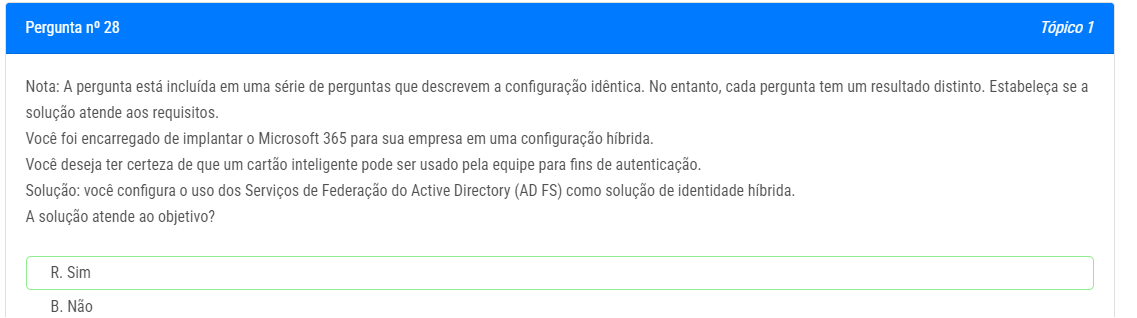 Pergunta nº 28
Tópico 1
Nota: A pergunta está incluída em uma série de perguntas que descrevem a configuração idêntica. No entanto, cada pergunta tem um resultado distinto. Estabeleça se a
solução atende aos requisitos.
Você foi encarregado de implantar o Microsoft 365 para sua empresa em uma configuração híbrida.
Você deseja ter certeza de que um cartão inteligente pode ser usado pela equipe para fins de autenticação.
Solução: você configura o uso dos Serviços de Federação do Active Directory (AD FS) como solução de identidade híbrida.
A solução atende ao objetivo?
R. Sim
B. Não